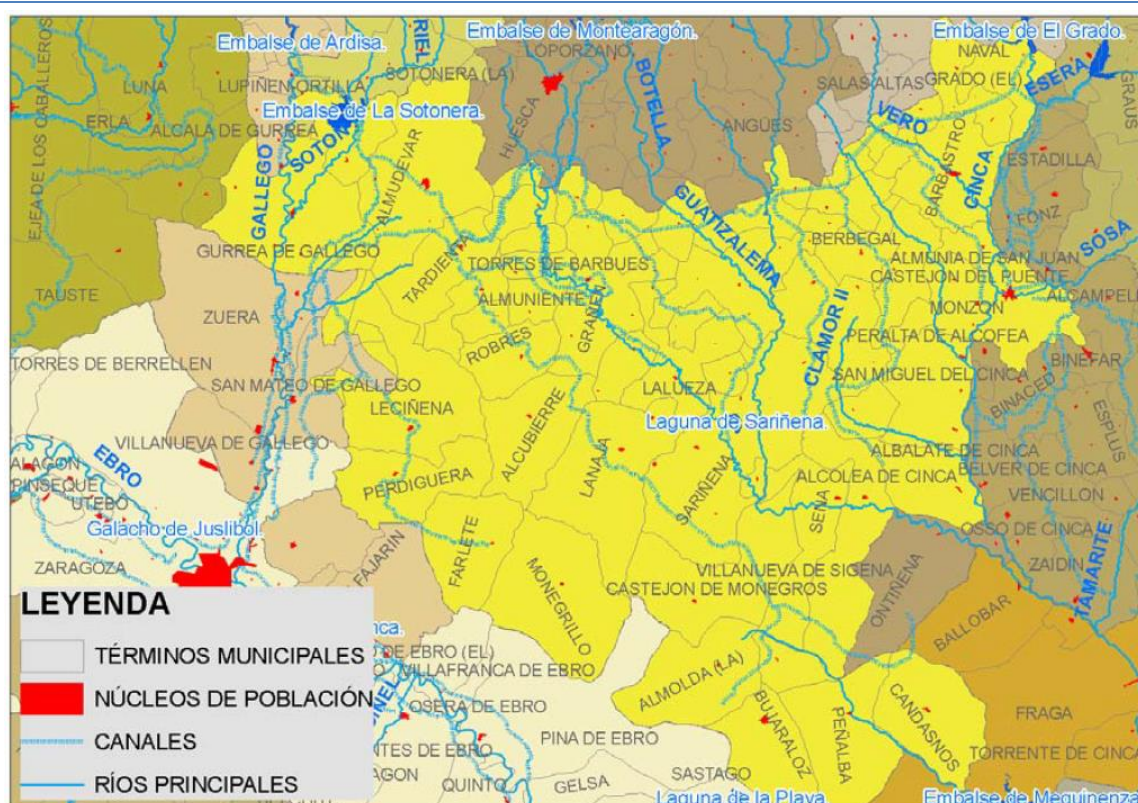 Embalse de Ardisa.
RIEL
Embalse de Montearagón.
LOPORZANO
Embalse de El Grado.
NAVAL
EJEA DE LOS CABALLEROS
LUNA
LUPIÑEN ORTILLA
SOTONERA (LA)
BOTELLA
SALAS ALTAS
GRADO (EL)
ESERA
GRAUS
ERLA
ALCALA DE GURREA
Embalse de La Sotonera.
HUESCA
ANGÜES
VERO
GALLEGO
SOTON
ALMUDEVAR
BARBASTRO
CINCA
ESTADILLA
FONZ
GUATIZALEMA
SOSA
GURREA DE GALLEGO
BERBEGAL
TAUSTE
TARDIENTA
TORRES DE BARBUES
ALMUNIA DE SAN JUAN
CASTEJON DEL PUENTE
ALCAMPELL
ZUERA
ALMUNIENTE
GRAÑEN
CLAMOR II
MONZON
ROBRES
PERALTA DE ALCOFEA
BINEFAR
TORRES DE BERRELLEN
SAN MATEO DE GALLEGO
LECIÑENA
LALUEZA
SAN MIGUEL DEL CINCA
BINACED
ESPLUS
Laguna de Sariñena.
VILLANUEVA DE GALLEGO
ALCUBIERRE
LANAJA
ALBALATE DE CINCA
EBRO
ALAGON
PINSEQUE
UTEBO
PERDIGUERA
SARIÑENA
ALCOLEA DE CINCA
BELVER DE CINCA
VENCILLON
SENA
Galacho de Juslibol.
OSSO DE CINCA
ZARAGOZA
FAJARIN
FARLETE
VILLANUEVA DE SIGENA
ZAIDIN
TAMARITE
CASTEJON DE MONEGROS
ONTIÑENA
MONEGRILLO
BALLOBAR
LEYENDA
TÉRMINOS MUNICIPALES
NÚCLEOS DE POBLACIÓN
CANALES
RÍOS PRINCIPALES
DE EBRO (EL)
VILLAFRANCA DE EBRO
OSERA DE EBRO
ALMOLDA (LA)
BUJARALOZ
PEÑALBA
CANDASNOS
FRAGA
PINA DE EBRO
TORRENTE DE CINCA
QUINTO
GELSA
SASTAGO
Laguna de la Playa.
Embalse de Mequinenza